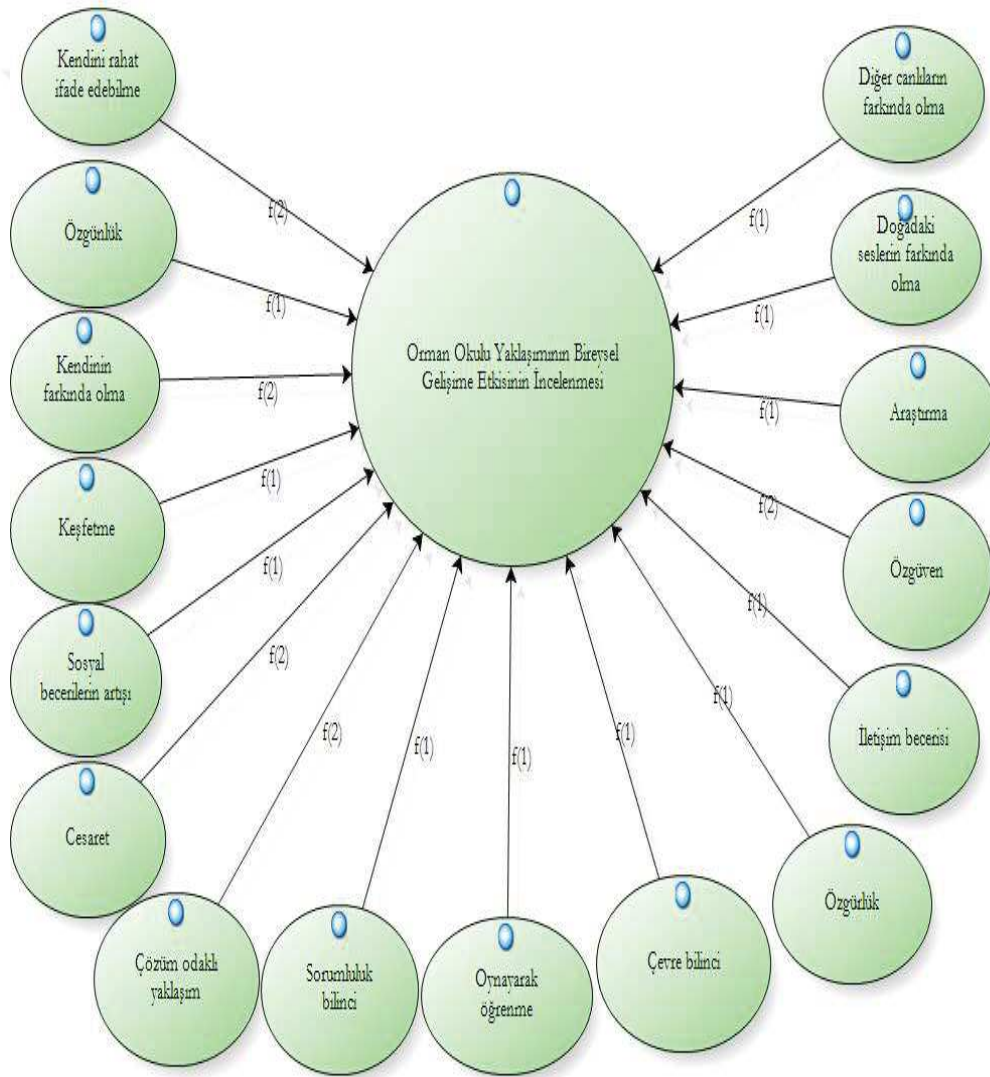 Kendini rahat
ifade edebilme
f(2)
Özgünlük
f(1)
Kendinin
farkında olma
f(2)
Keşfetme
f(1)
Sosyal
becerilerin artışı
f(1)
Cesaret
f(2)
Çözüm odaklı
yaklaşım
f(2)
Sorumluluk
bilinci
f(1)
Oynayarak
öğrenme
f(1)
Çevre bilinci
f(1)
Özgürlük
f(1)
İletişim becerisi
f(1)
Özgüven
f(2)
Araştırma
f(1)
Doğadaki
seslerin farkında
olma
f(1)
Diğer canlıların
farkında olma
f(1)
Orman Okulu Yaklaşımının Bireysel
Gelişime Etkisinin İncelenmesi